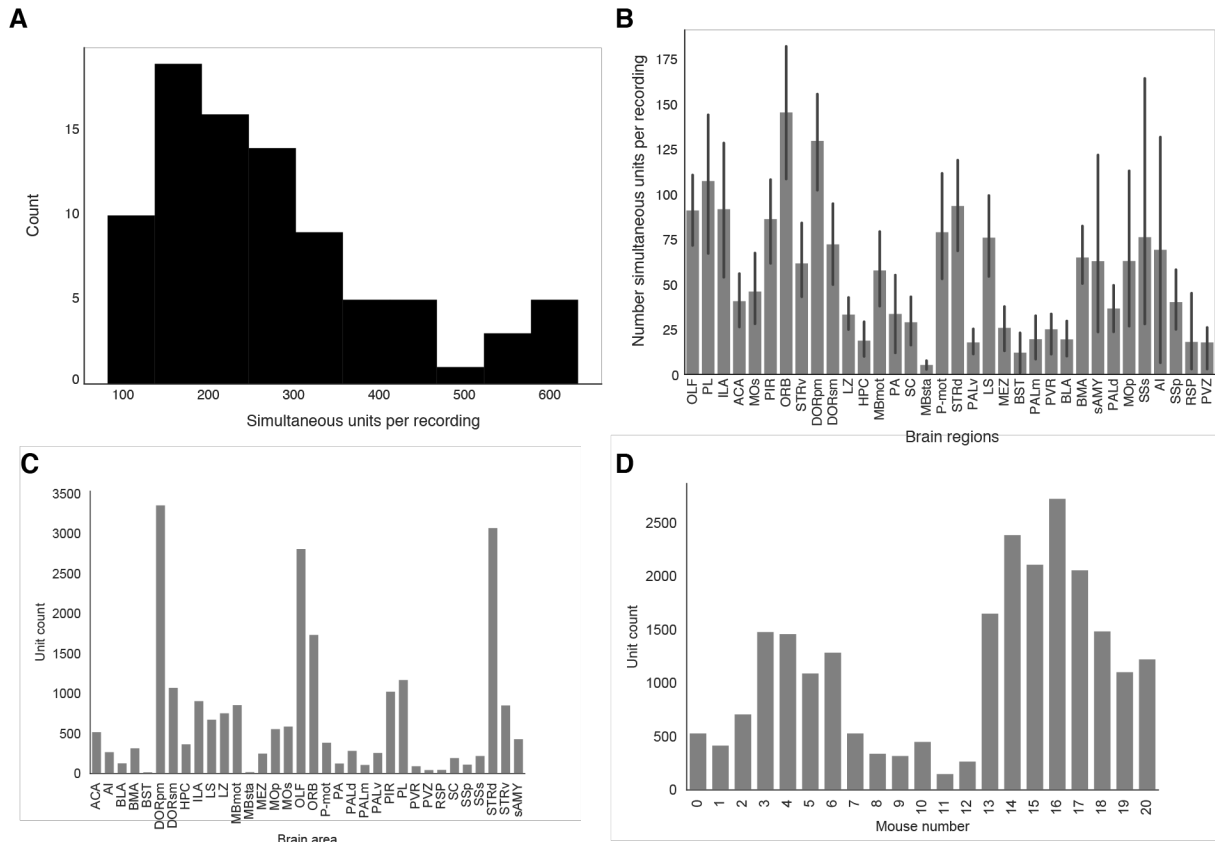 A
Count
15
10
5
0
100 200 300 400 500 600
Simultaneous units per recording
B
Number simultaneous units per recording
175
150
125
100
75
50
25
0
OLF PL ILA ACA MOs PIR ORB STRv DORpm DORsm LZ HPC MBmot PA SC MBsta P-mot STRd PALv LS MEZ BST PALm PVR BLA BMA sAMY PALd MOp SSs AI SSp RSP PVZ
Brain regions
C
Unit count
3500
3000
2500
2000
1500
1000
500
0
ACA AI BLA BMA BST DORpm DORsm HPC ILA LS LZ MBmot MBsta MEZ MOp MOs OLF ORB P-mot PA PALd PALm PALv PIR PL PVR PVZ RSP SC SSp SSs STRd STRv sAMY
Brain area
D
Unit count
2500
2000
1500
1000
500
0
0 1 2 3 4 5 6 7 8 9 10 11 12 13 14 15 16 17 18 19 20
Mouse number